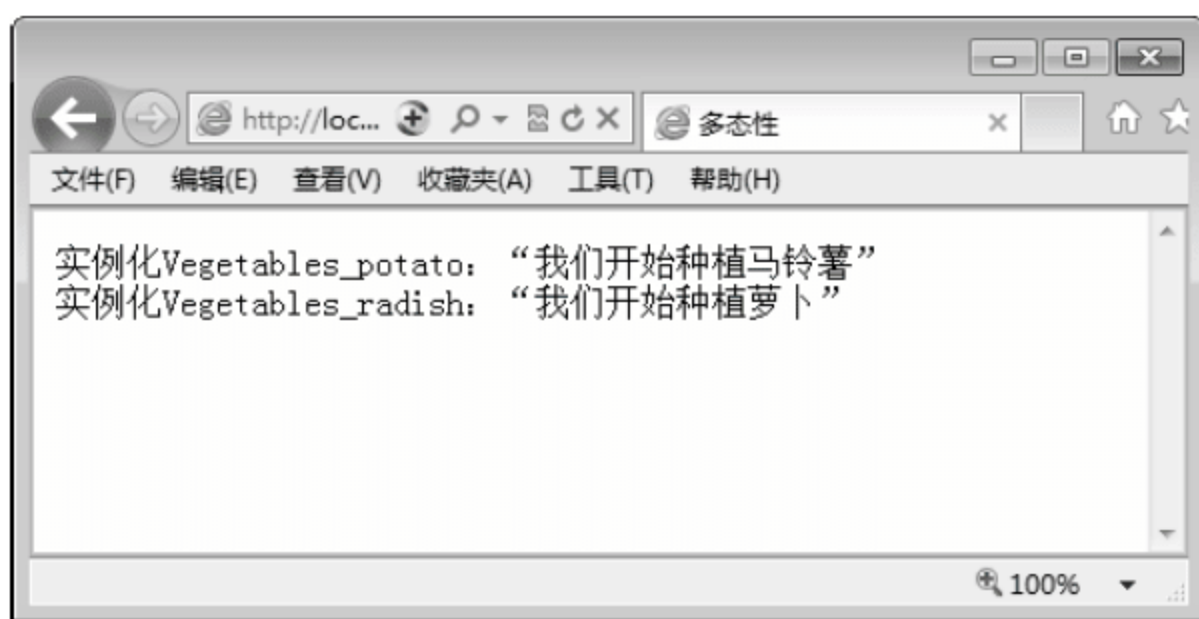 http://loc...
多态性
文件(F) 编辑(E) 查看(V) 收藏夹(A) 工具(T) 帮助(H)
实例化Vegetables_potato：“我们开始种植马铃薯”
实例化Vegetables_radish：“我们开始种植萝卜”
100%